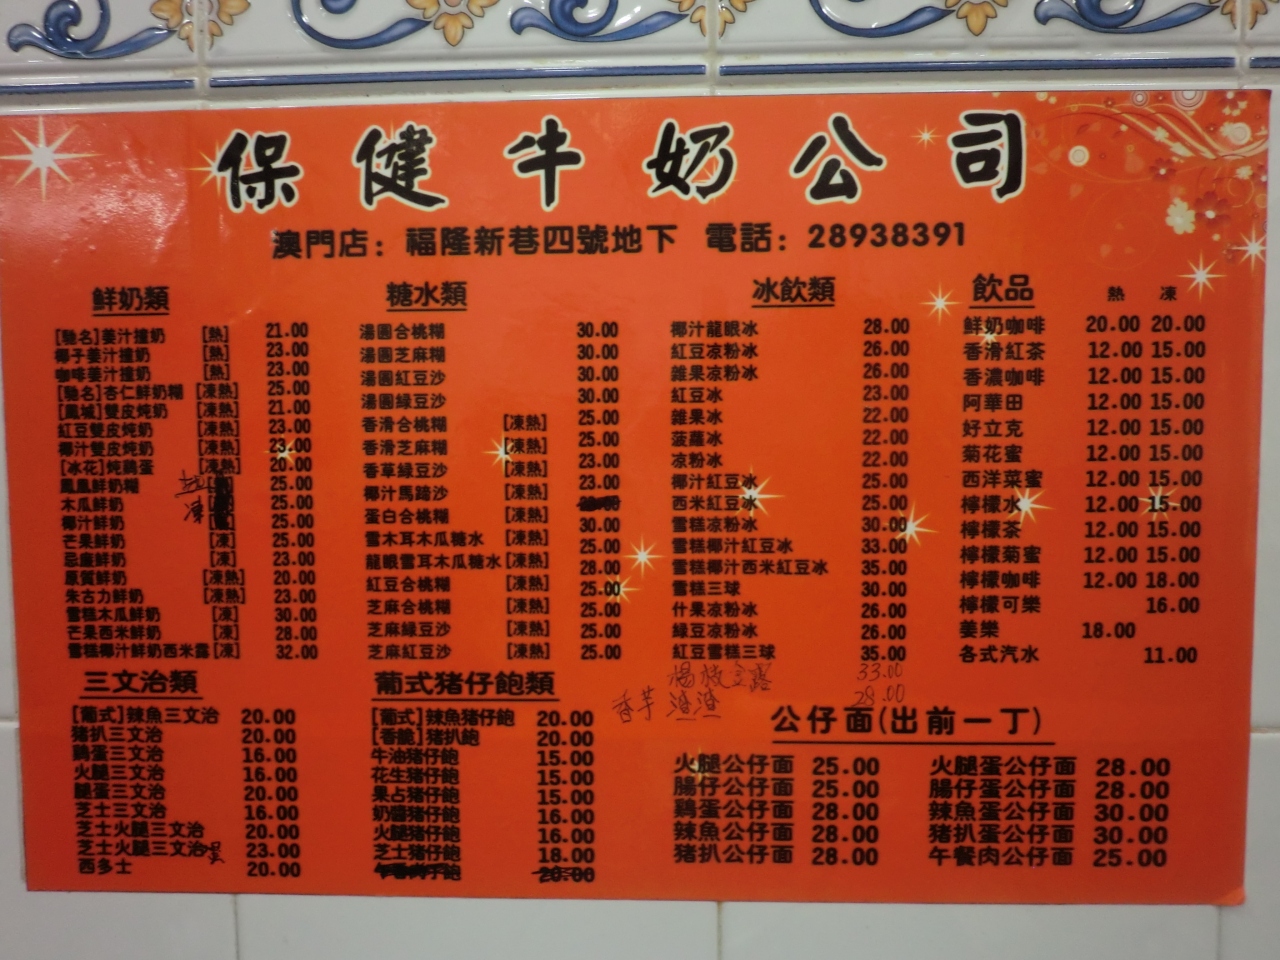 保健牛奶公司
澳門店：福隆新巷四號地下 電話：28938391
鮮奶類
[馳名]姜汁撞奶 [熱] 21.00
椰子姜汁撞奶 [熱] 23.00
咖啡姜汁撞奶 [熱] 23.00
[馳名]杏仁鮮奶糊 [凍熱] 25.00
[鳳城]雙皮炖奶 [凍熱] 21.00
紅豆雙皮炖奶 [凍熱] 23.00
椰汁雙皮炖奶 [凍熱] 23.00
[冰花]炖鷄蛋 [凍熱] 20.00
鳳凰鮮奶糊 25.00
木瓜鮮奶 凍 25.00
椰汁鮮奶 25.00
芒果鮮奶 [凍] 25.00
忌廉鮮奶 [凍] 23.00
原質鮮奶 [凍熱] 20.00
朱古力鮮奶 [凍熱] 23.00
雪糕木瓜鮮奶 [凍] 30.00
芒果西米鮮奶 [凍] 28.00
雪糕椰汁鮮奶西米露 [凍] 32.00
糖水類
湯圓合桃糊 30.00
湯圓芝麻糊 30.00
湯圓紅豆沙 30.00
湯圓綠豆沙 30.00
香滑合桃糊 [凍熱] 25.00
香滑芝麻糊 [凍熱] 25.00
香草綠豆沙 [凍熱] 23.00
椰汁馬蹄沙 [凍熱] 23.00
蛋白合桃糊 [凍熱]
雪木耳木瓜糖水 [凍熱] 30.00
龍眼雪耳木瓜糖水 [凍熱] 25.00
紅豆合桃糊 [凍熱] 28.00
芝麻合桃糊 [凍熱] 25.00
芝麻綠豆沙 [凍熱] 25.00
芝麻紅豆沙 [凍熱] 25.00
25.00
冰飲類
椰汁龍眼冰 28.00
紅豆凉粉冰 26.00
雜果凉粉冰 26.00
紅豆冰 23.00
雜果冰 22.00
菠蘿冰 22.00
凉粉冰 22.00
椰汁紅豆冰 25.00
西米紅豆冰 25.00
雪糕凉粉冰 30.00
雪糕椰汁紅豆冰 33.00
雪糕椰汁西米紅豆冰 35.00
雪糕三球 30.00
什果凉粉冰 26.00
綠豆凉粉冰 26.00
紅豆雪糕三球 35.00
楊枝金露 33.00
香芋渣渣 28.00
飲品 熱 凍
鮮奶咖啡 20.00 20.00
香滑紅茶 12.00 15.00
香濃咖啡 12.00 15.00
阿華田 12.00 15.00
好立克 12.00 15.00
菊花蜜 12.00 15.00
西洋菜蜜 12.00 15.00
檸檬水 12.00 15.00
檸檬茶 12.00 15.00
檸檬菊蜜 12.00 15.00
檸檬咖啡 12.00 18.00
檸檬可樂 16.00
姜樂 18.00
各式汽水 11.00
三文治類
[葡式]辣魚三文治 20.00
豬扒三文治 20.00
鷄蛋三文治 16.00
火腿三文治 16.00
腿蛋三文治 20.00
芝士三文治 16.00
芝士火腿三文治 20.00
芝士火腿三文治蛋 23.00
西多士 20.00
葡式豬仔飽類
[葡式]辣魚豬仔飽 20.00
[香脆]豬扒飽 20.00
牛油豬仔飽 15.00
花生豬仔飽 15.00
果占豬仔飽 15.00
奶醬豬仔飽 16.00
火腿豬仔飽 16.00
芝士豬仔飽 18.00
仔飽 20.00
公仔面(出前一丁)
火腿公仔面 25.00
腸仔公仔面 25.00
鷄蛋公仔面 28.00
辣魚公仔面 28.00
豬扒公仔面 28.00
火腿蛋公仔面 28.00
腸仔蛋公仔面 28.00
辣魚蛋公仔面 30.00
豬扒蛋公仔面 30.00
午餐肉公仔面 25.00